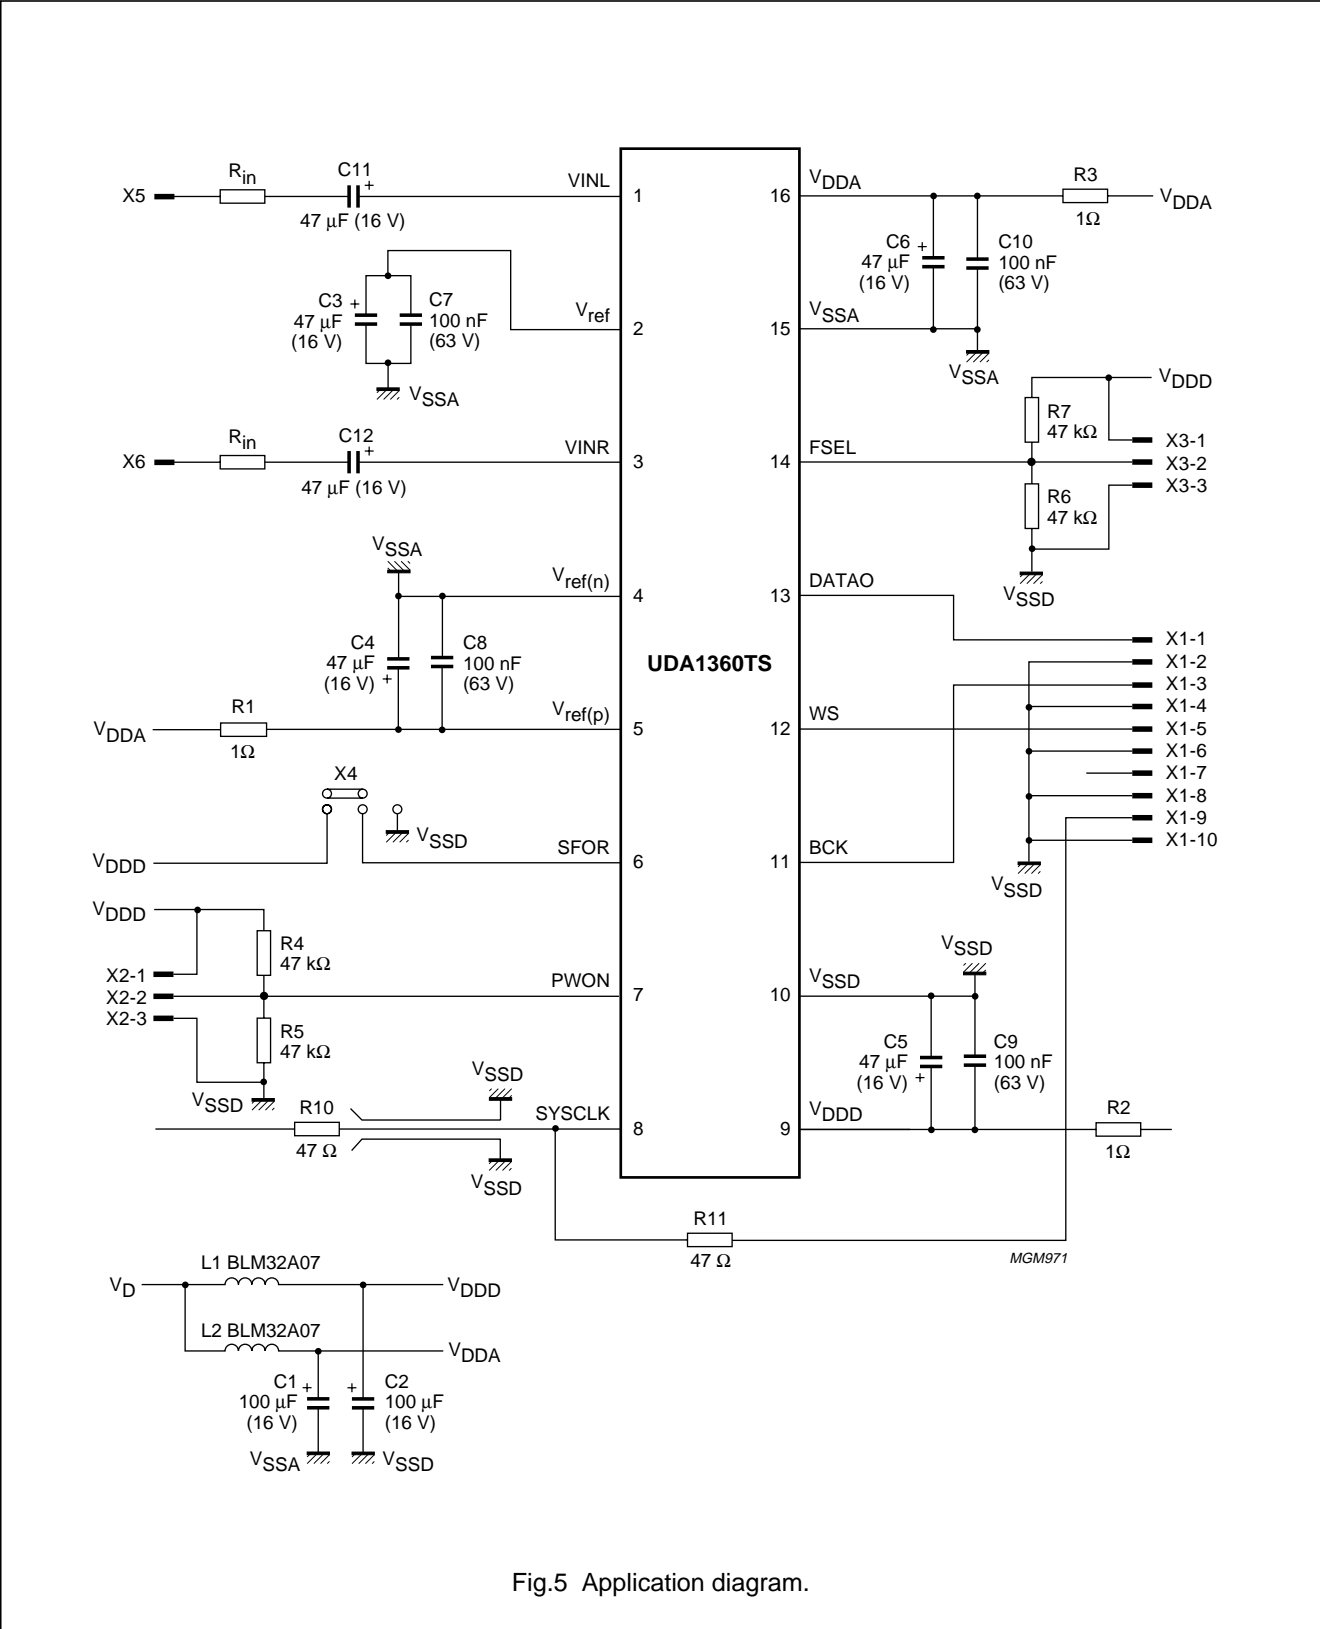 X5
Rin
C11
+
47 μF (16 V)
VINL
1
C3
+
47 μF
(16 V)
C7
100 nF
(63 V)
VSSA
Vref
2
X6
Rin
C12
+
47 μF (16 V)
VINR
3
VSSA
Vref(n)
4
C4
47 μF
(16 V)
+
C8
100 nF
(63 V)
VDDA
R1
1Ω
Vref(p)
5
X4
VSSD
VDDD
SFOR
6
VDDD
R4
47 kΩ
X2-1
X2-2
X2-3
PWON
7
R5
47 kΩ
VSSD
R10
47 Ω
VSSD
SYSCLK
8
VSSD
UDA1360TS
16
VDDA
R3
1Ω
VDDA
C6
+
47 μF
(16 V)
C10
100 nF
(63 V)
15
VSSA
VSSA
VDDD
R7
47 kΩ
X3-1
X3-2
X3-3
14
FSEL
R6
47 kΩ
VSSD
13
DATAO
X1-1
X1-2
X1-3
X1-4
X1-5
X1-6
X1-7
X1-8
X1-9
X1-10
12
WS
11
BCK
VSSD
VSSD
10
VSSD
C5
47 μF
(16 V)
+
C9
100 nF
(63 V)
9
VDDD
R2
1Ω
R11
47 Ω
MGM971
L1 BLM32A07
VD
VDDD
L2 BLM32A07
VDDA
C1
+
100 μF
(16 V)
+
C2
100 μF
(16 V)
VSSA
VSSD
Fig.5 Application diagram.